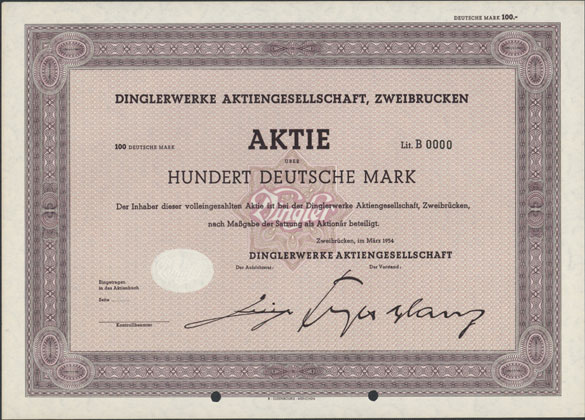 DEUTSCHE MARK 100.-
DINGLERWERKE AKTIENGESELLSCHAFT, ZWEIBRÜCKEN
100 DEUTSCHE MARK
AKTIE
Lit. B 0000
ÜBER
HUNDERT DEUTSCHE MARK
Dingler
Der Inhaber dieser volleingezahlten Aktie ist bei der Dinglerwerke Aktiengesellschaft, Zweibrücken,
nach Maßgabe der Satzung als Aktionär beteiligt.
Zweibrücken, im März 1954
DINGLERWERKE AKTIENGESELLSCHAFT
Der Aufsichtsrat: Der Vorstand:
Eingetragen
in das Aktienbuch
Seite
Kontrollbeamter